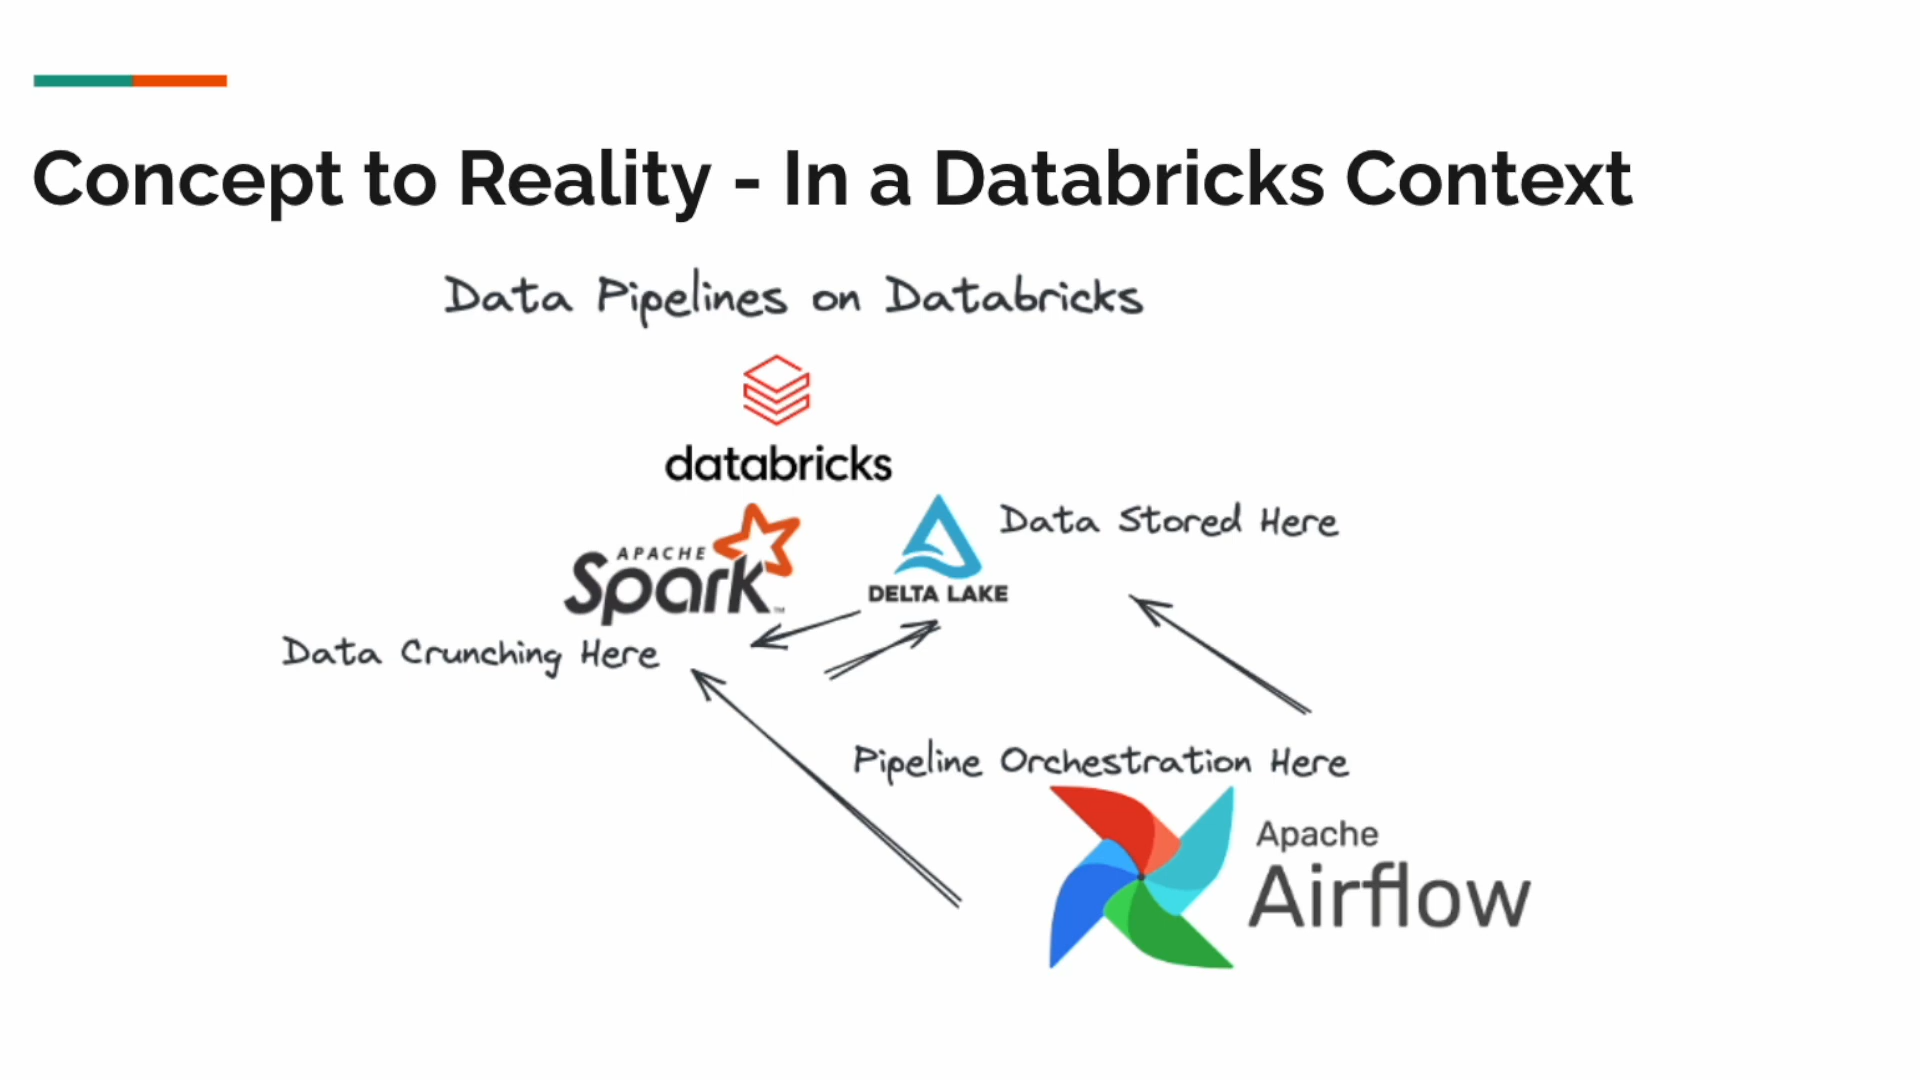 Concept to Reality - In a Databricks Context
Data Pipelines on Databricks
databricks
APACHE
Spark™
DELTA LAKE
Data Stored Here
Data Crunching Here
Pipeline Orchestration Here
Apache
Airflow